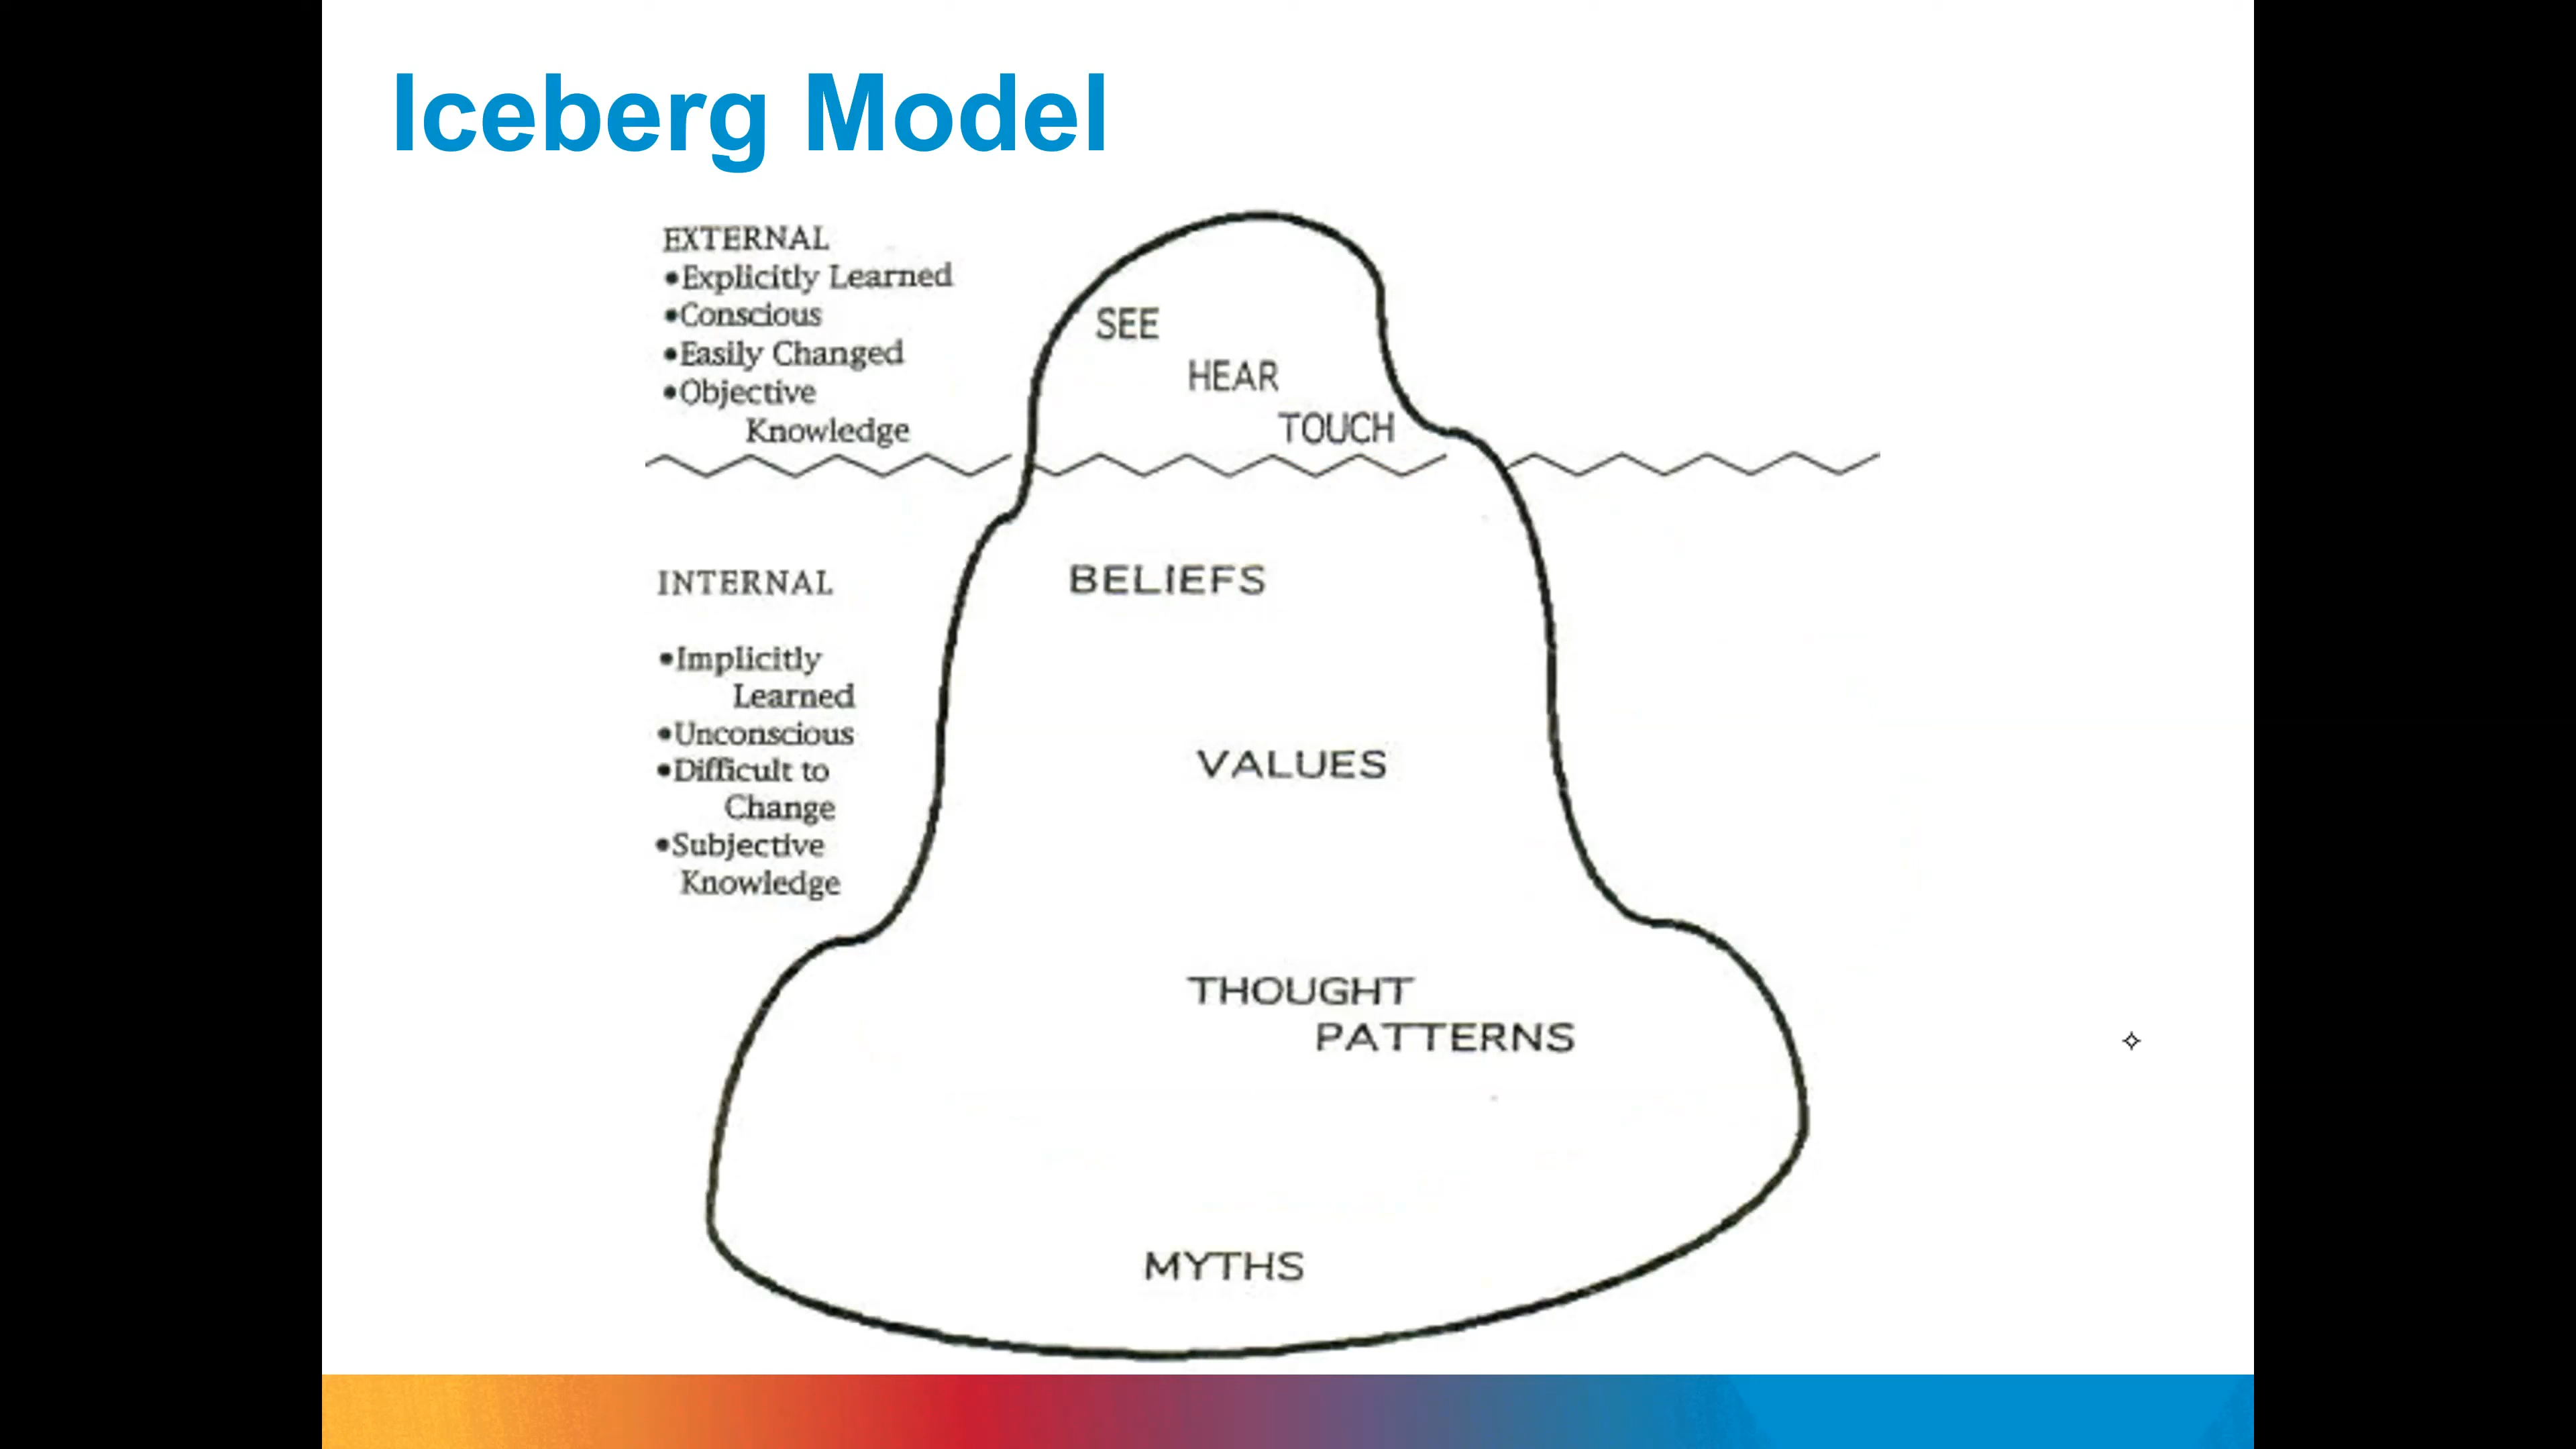 Iceberg Model
EXTERNAL
•Explicitly Learned
•Conscious
•Easily Changed
•Objective
Knowledge
SEE
HEAR
TOUCH
INTERNAL
•Implicitly
Learned
•Unconscious
•Difficult to
Change
•Subjective
Knowledge
BELIEFS
VALUES
THOUGHT
PATTERNS
MYTHS